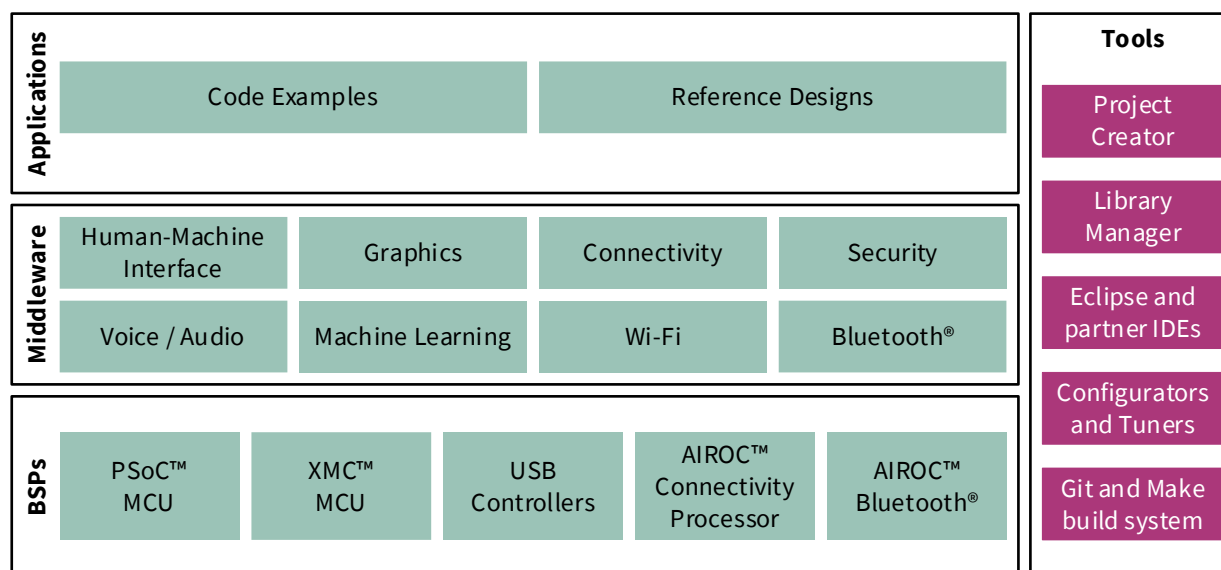 Applications
Code Examples
Reference Designs
Middleware
Human-Machine
Interface
Graphics
Connectivity
Security
Voice / Audio
Machine Learning
Wi-Fi
Bluetooth®
BSPs
PSoC™
MCU
XMC™
MCU
USB
Controllers
AIROC™
Connectivity
Processor
AIROC™
Bluetooth®
Tools
Project
Creator
Library
Manager
Eclipse and
partner IDEs
Configurators
and Tuners
Git and Make
build system